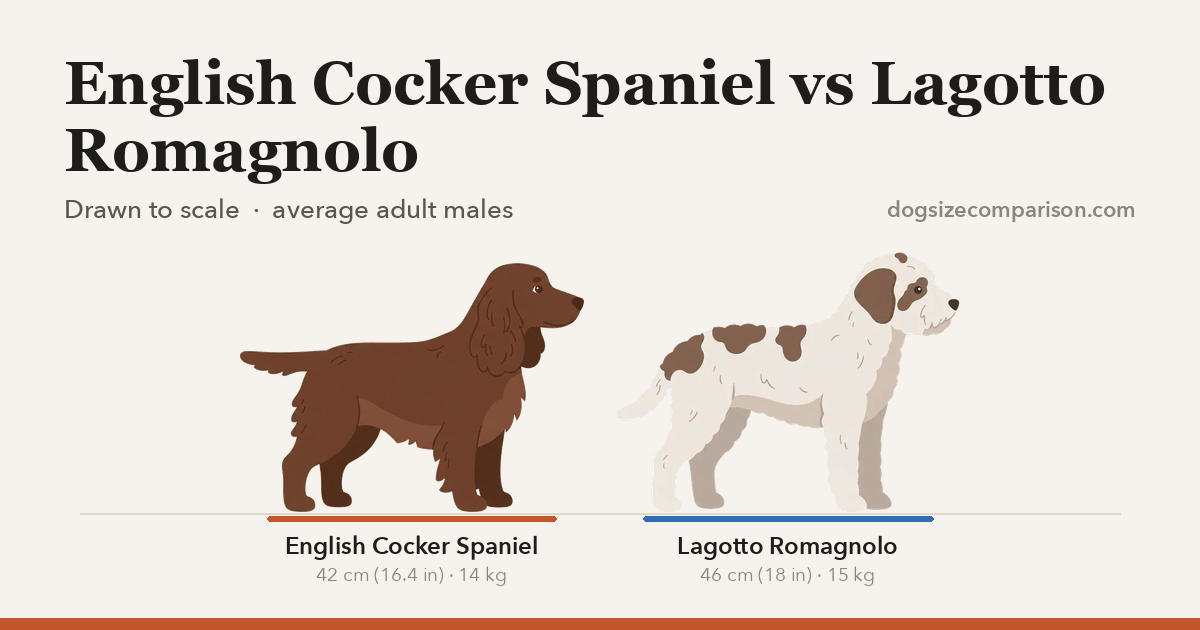 English Cocker Spaniel vs Lagotto
Romagnolo
Drawn to scale · average adult males
dogsizecomparison.com
English Cocker Spaniel
42 cm (16.4 in) · 14 kg
Lagotto Romagnolo
46 cm (18 in) · 15 kg